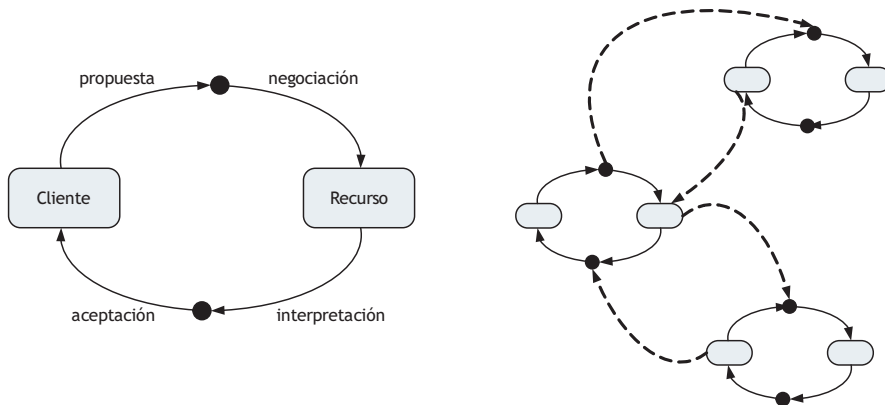 propuesta
negociación
Cliente
Recurso
aceptación
interpretación